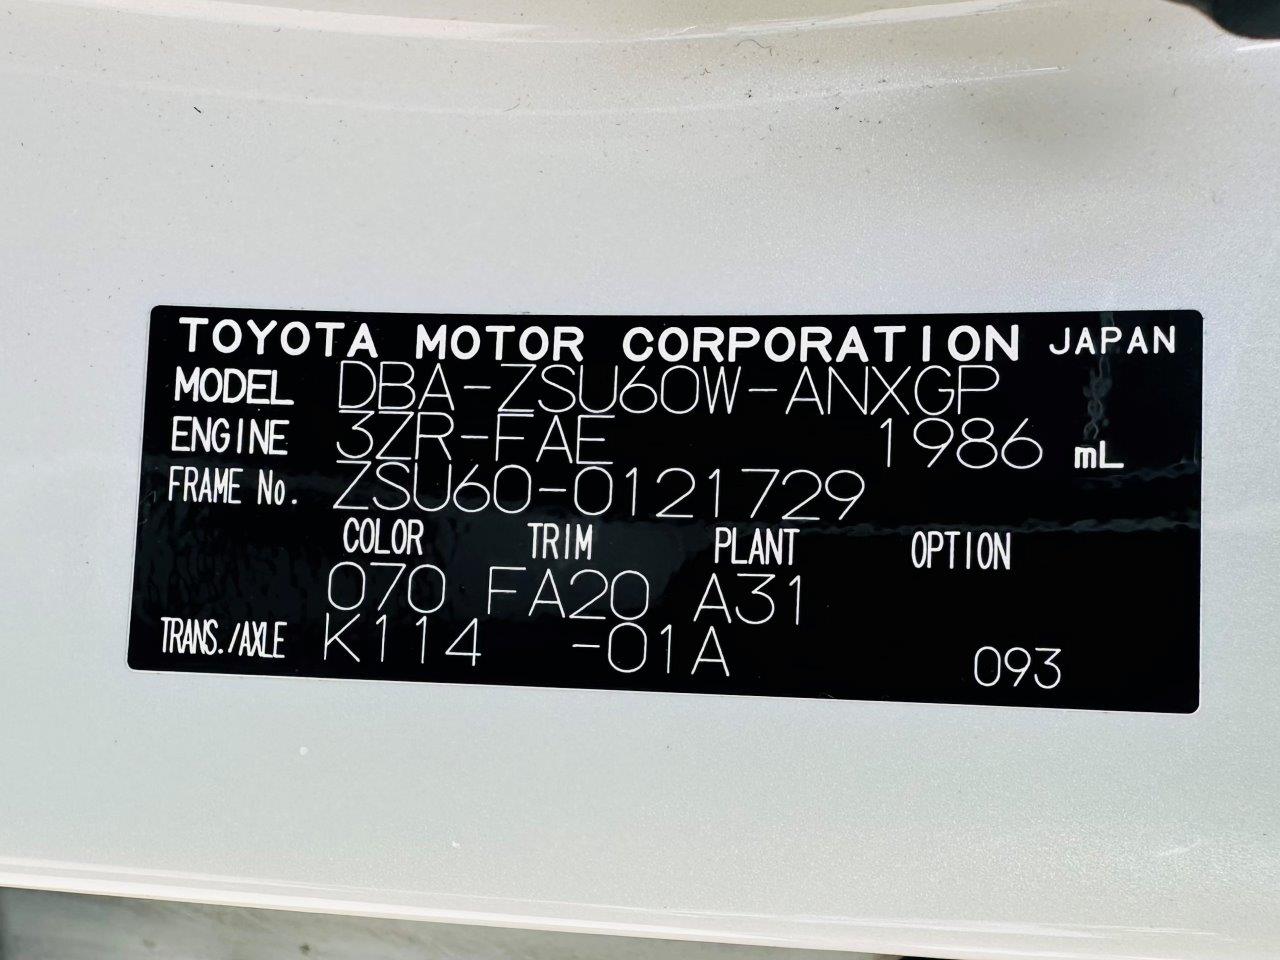 TOYOTA MOTOR CORPORATION JAPAN
MODEL DBA-ZSU60W-ANXGP
ENGINE 3ZR-FAE 1986 mL
FRAME No. ZSU60-0121729
COLOR TRIM PLANT OPTION
070 FA20 A31
TRANS./AXLE K114 -01A 093